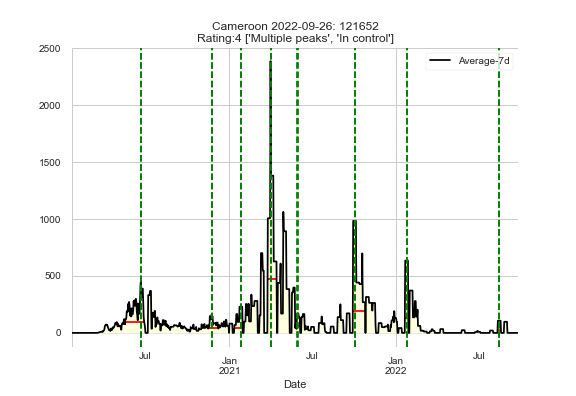 Cameroon 2022-09-26: 121652
Rating:4 ['Multiple peaks', 'In control']
Average-7d
2500
2000
1500
1000
500
0
Jul
Jan
2021
Jul
Jan
2022
Jul
Date